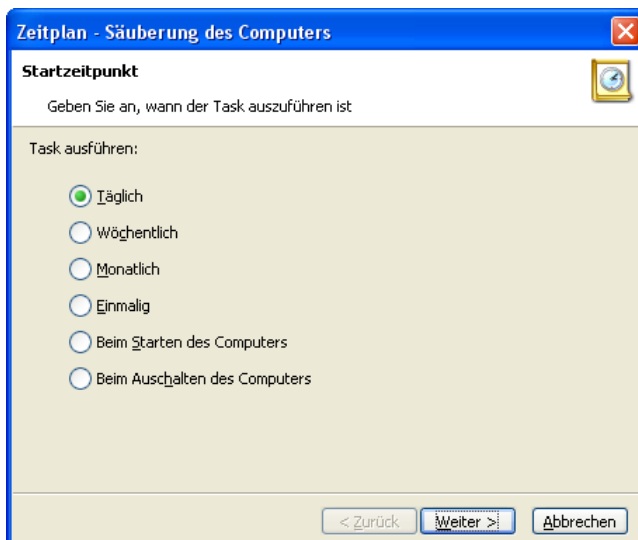 Zeitplan - Säuberung des Computers
Startzeitpunkt
Geben Sie an, wann der Task auszuführen ist
Task ausführen:
Täglich
Wöchentlich
Monatlich
Einmalig
Beim Starten des Computers
Beim Auschalten des Computers
< Zurück Weiter > Abbrechen